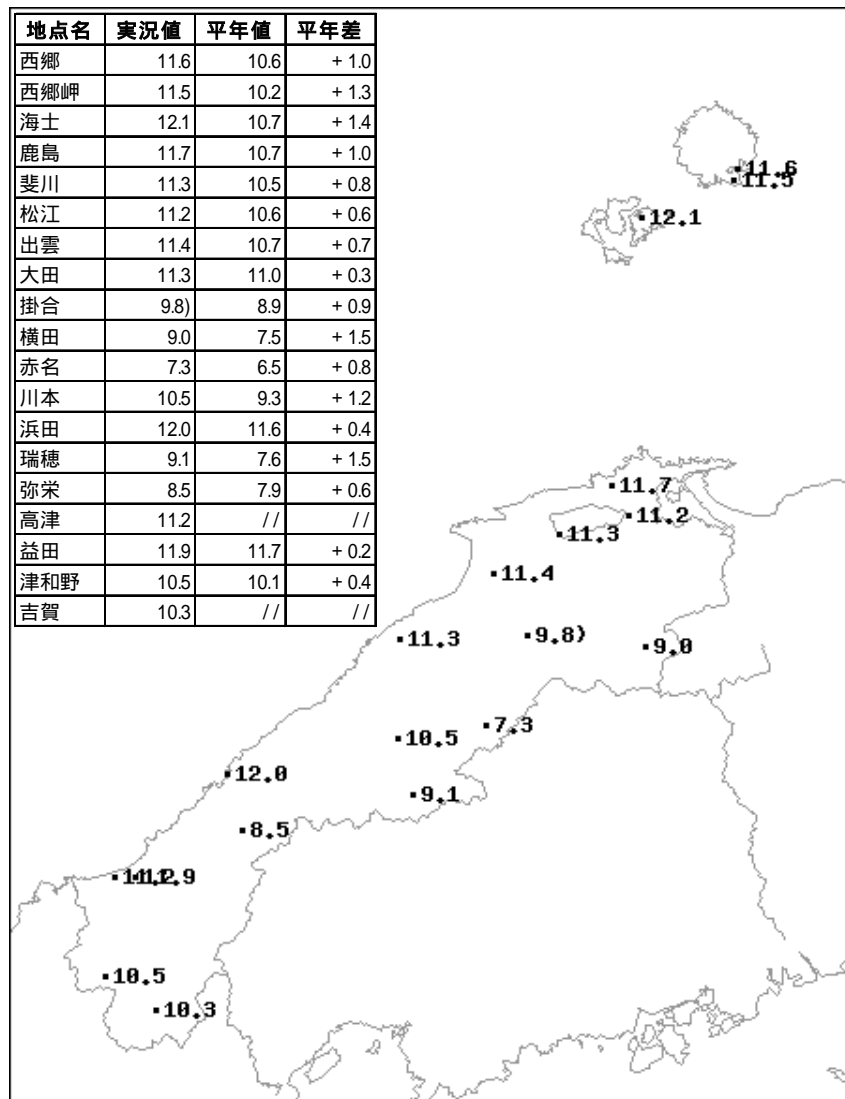 地点名 実況値 平年値 平年差
西郷 11.6 10.6 + 1.0
西郷岬 11.5 10.2 + 1.3
海士 12.1 10.7 + 1.4
鹿島 11.7 10.7 + 1.0
斐川 11.3 10.5 + 0.8
松江 11.2 10.6 + 0.6
出雲 11.4 10.7 + 0.7
大田 11.3 11.0 + 0.3
掛合 9.8) 8.9 + 0.9
横田 9.0 7.5 + 1.5
赤名 7.3 6.5 + 0.8
川本 10.5 9.3 + 1.2
浜田 12.0 11.6 + 0.4
瑞穂 9.1 7.6 + 1.5
弥栄 8.5 7.9 + 0.6
高津 11.2 // //
益田 11.9 11.7 + 0.2
津和野 10.5 10.1 + 0.4
吉賀 10.3 // //
11.6
11.5
12.1
11.7
11.2
11.3
11.4
11.3
9.8)
9.0
7.3
10.5
12.0
9.1
8.5
11.2
11.9
10.5
10.3